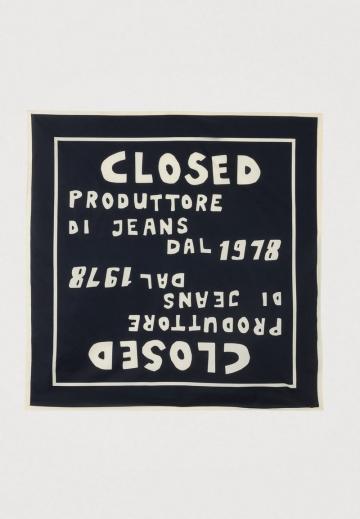 CLOSED
PRODUTTORE
DI JEANS
DAL 1978
DAL 1978
DI JEANS
PRODUTTORE
CLOSED